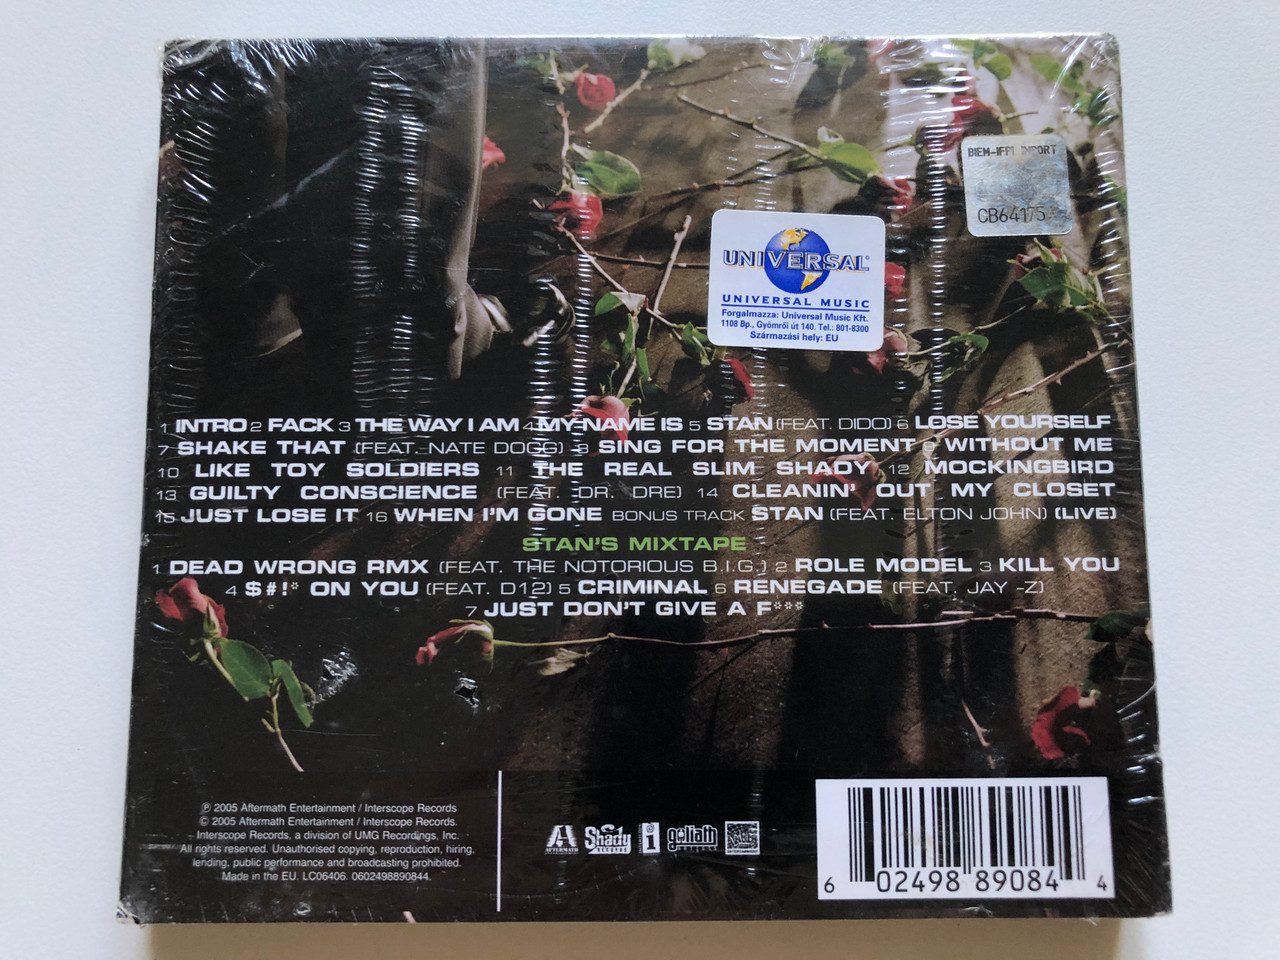 BIEM-IFPI IMPORT
CB64175
UNIVERSAL
UNIVERSAL MUSIC
Forgalmazza: Universal Music Kft.
1108 Bp., Gyömrői út 140. Tel.: 801-8300
Származási hely: EU
1 INTRO 2 FACK 3 THE WAY I AM 4 MY NAME IS 5 STAN (FEAT. DIDO) 6 LOSE YOURSELF
7 SHAKE THAT (FEAT. NATE DOGG) 8 SING FOR THE MOMENT 9 WITHOUT ME
10 LIKE TOY SOLDIERS 11 THE REAL SLIM SHADY 12 MOCKINGBIRD
13 GUILTY CONSCIENCE (FEAT. DR. DRE) 14 CLEANIN' OUT MY CLOSET
15 JUST LOSE IT 16 WHEN I'M GONE BONUS TRACK STAN (FEAT. ELTON JOHN) (LIVE)
STAN'S MIXTAPE
1 DEAD WRONG RMX (FEAT. THE NOTORIOUS B.I.G.) 2 ROLE MODEL 3 KILL YOU
4 $#!* ON YOU (FEAT. D12) 5 CRIMINAL 6 RENEGADE (FEAT. JAY -Z)
7 JUST DON'T GIVE A F***
℗ 2005 Aftermath Entertainment / Interscope Records
© 2005 Aftermath Entertainment / Interscope Records.
Interscope Records, a division of UMG Recordings, Inc.
All rights reserved. Unauthorised copying, reproduction, hiring,
lending, public performance and broadcasting prohibited.
Made in the EU. LC06406. 0602498890844.
AFTERMATH
Shady
RECORDS
goliath
6 02498 89084 4